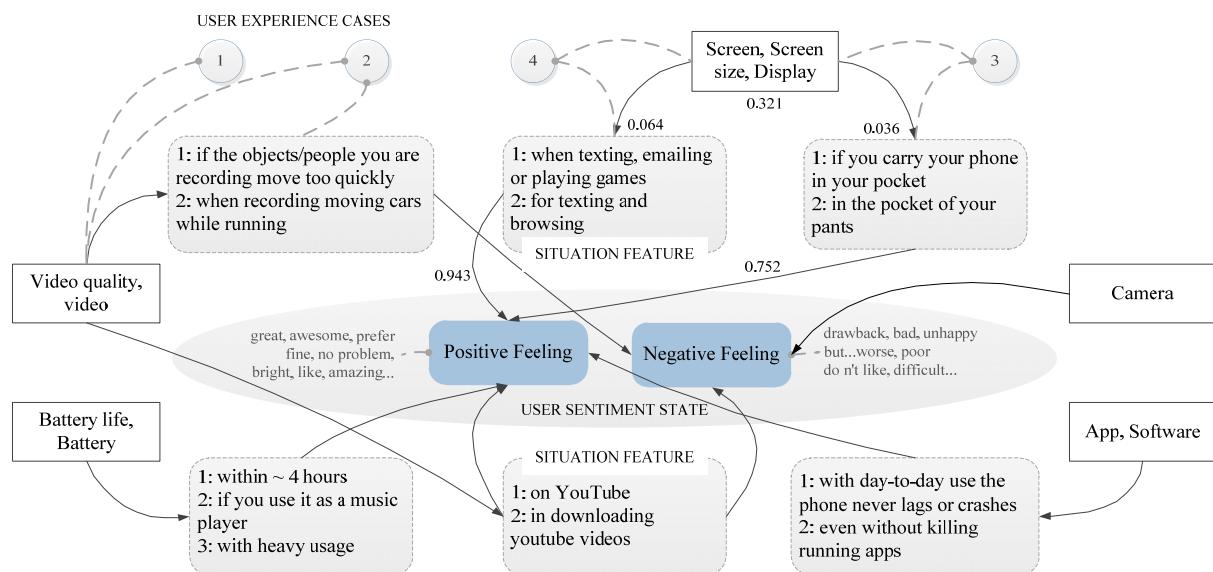 USER EXPERIENCE CASES
1
2
4
Screen, Screen
size, Display
3
0.321
0.064
0.036
1: if the objects/people you are
recording move too quickly
2: when recording moving cars
while running
1: when texting, emailing
or playing games
2: for texting and
browsing
SITUATION FEATURE
1: if you carry your phone
in your pocket
2: in the pocket of your
pants
Video quality,
video
0.943
0.752
Camera
great, awesome, prefer
fine, no problem,
bright, like, amazing...
Positive Feeling
Negative Feeling
drawback, bad, unhappy
but...worse, poor
do n't like, difficult...
USER SENTIMENT STATE
Battery life,
Battery
App, Software
1: within ~ 4 hours
2: if you use it as a music
player
3: with heavy usage
SITUATION FEATURE
1: on YouTube
2: in downloading
youtube videos
1: with day-to-day use the
phone never lags or crashes
2: even without killing
running apps